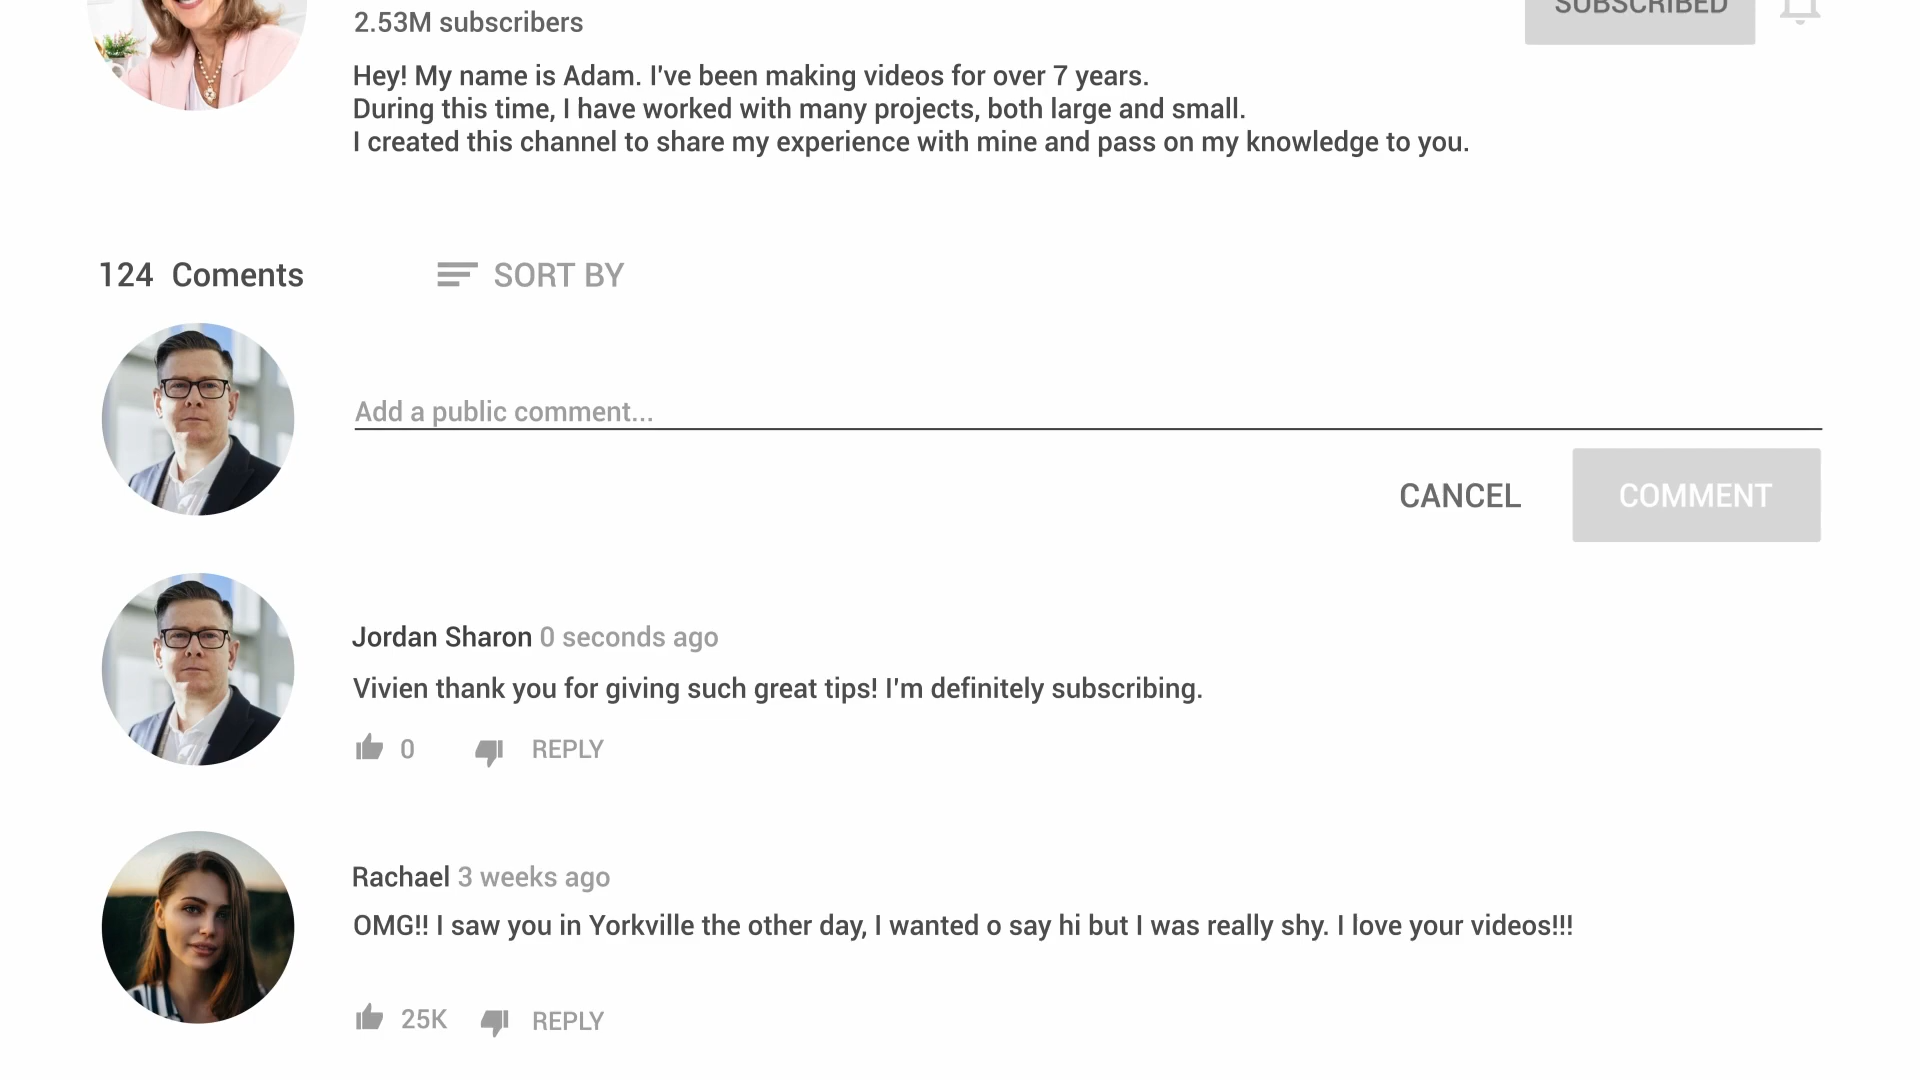 2.53M subscribers
SUBSCRIBED
Hey! My name is Adam. I've been making videos for over 7 years.
During this time, I have worked with many projects, both large and small.
I created this channel to share my experience with mine and pass on my knowledge to you.
124 Coments
SORT BY
Add a public comment...
CANCEL
COMMENT
Jordan Sharon 0 seconds ago
Vivien thank you for giving such great tips! I'm definitely subscribing.
0
REPLY
Rachael 3 weeks ago
OMG!! I saw you in Yorkville the other day, I wanted o say hi but I was really shy. I love your videos!!!
25K
REPLY